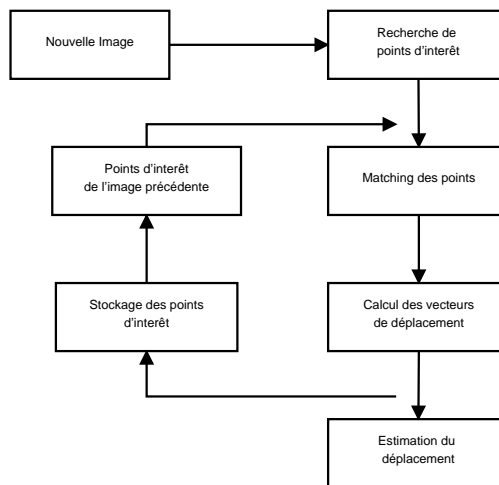 Nouvelle Image
Recherche de
points d'interêt
Points d'interêt
de l'image précédente
Matching des points
Stockage des points
d'interêt
Calcul des vecteurs
de déplacement
Estimation du
déplacement